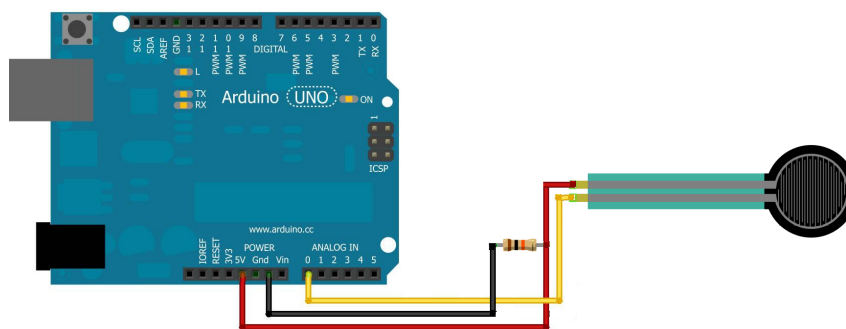 SCL
SDA
AREF
GND
13
12
PWM 11
PWM 10
PWM 9
8
DIGITAL
7
PWM 6
PWM 5
4
PWM 3
2
TX 1
RX 0
L
TX
RX
Arduino UNO
ON
1
ICSP
www.arduino.cc
POWER
ANALOG IN
IOREF
RESET
3V3
5V Gnd Vin
0 1 2 3 4 5